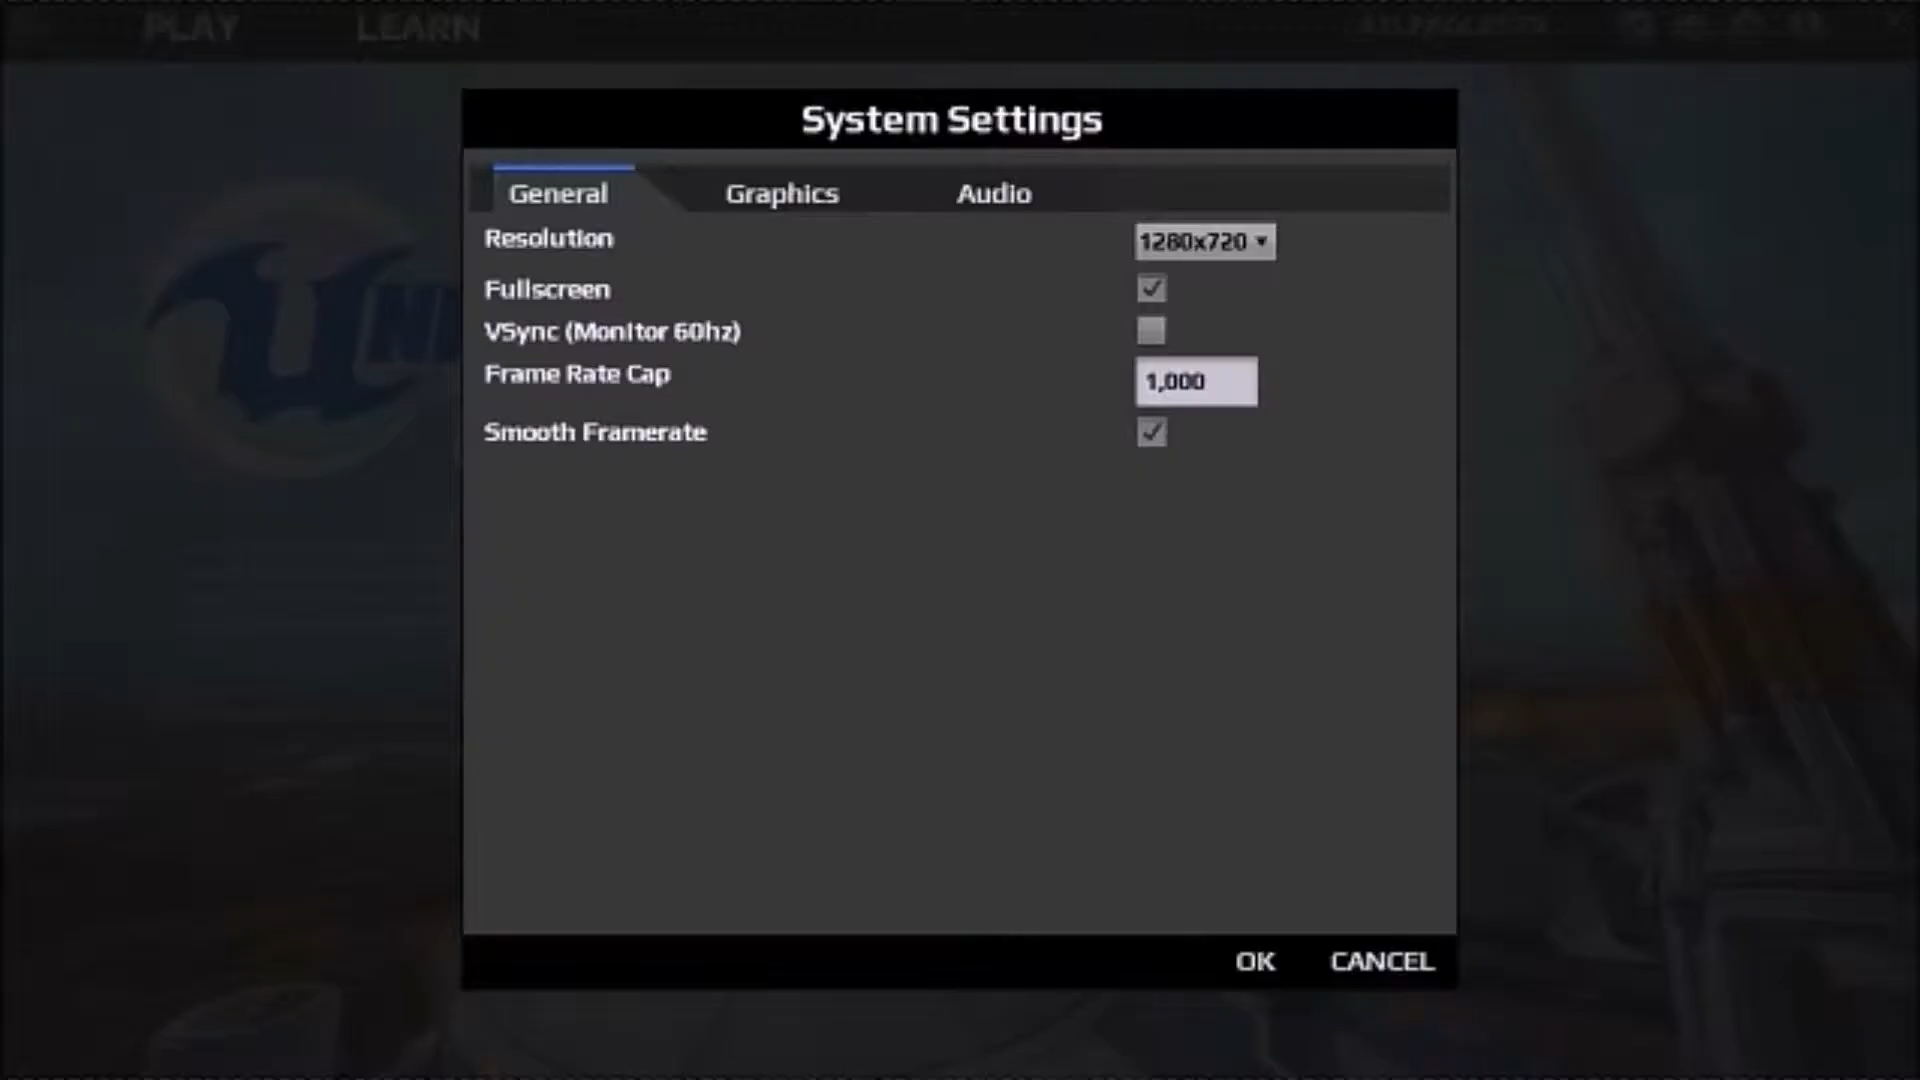 PLAY LEARN
System Settings
General Graphics Audio
Resolution 1280x720
Fullscreen
VSync (Monitor 60hz)
Frame Rate Cap 1,000
Smooth Framerate
OK CANCEL